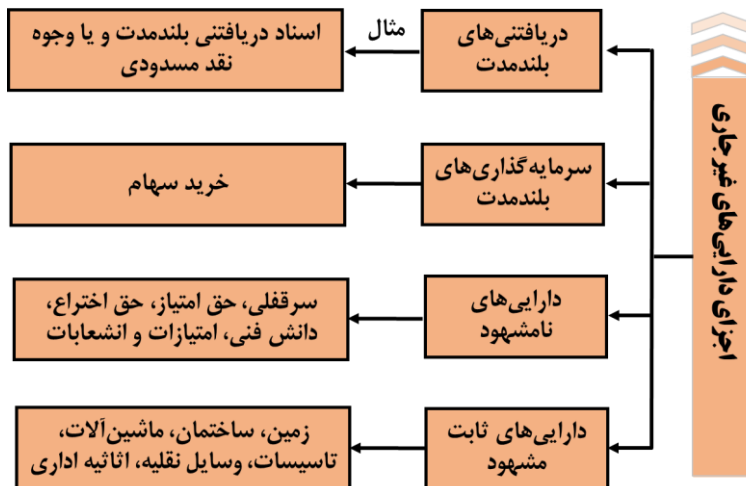 اجزای دارایی‌های غیرجاری
دریافتنی‌های
بلندمدت
مثال
اسناد دریافتنی بلندمدت و یا وجوه
نقد مسدودی
سرمایه‌گذاری‌های
بلندمدت
خرید سهام
دارایی‌های
نامشهود
سرقفلی، حق امتیاز، حق اختراع،
دانش فنی، امتیازات و انشعابات
دارایی‌های ثابت
مشهود
زمین، ساختمان، ماشین‌آلات،
تاسیسات، وسایل نقلیه، اثاثیه اداری